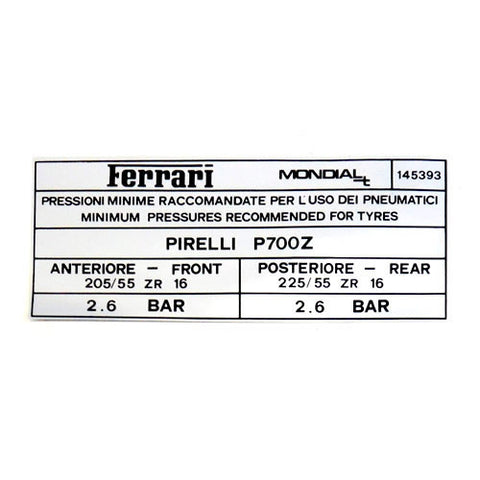 Ferrari MONDIAL t 145393
PRESSIONI MINIME RACCOMANDATE PER L'USO DEI PNEUMATICI
MINIMUM PRESSURES RECOMMENDED FOR TYRES
PIRELLI P700Z
ANTERIORE – FRONT
205/55 ZR 16
POSTERIORE – REAR
225/55 ZR 16
2.6 BAR
2.6 BAR